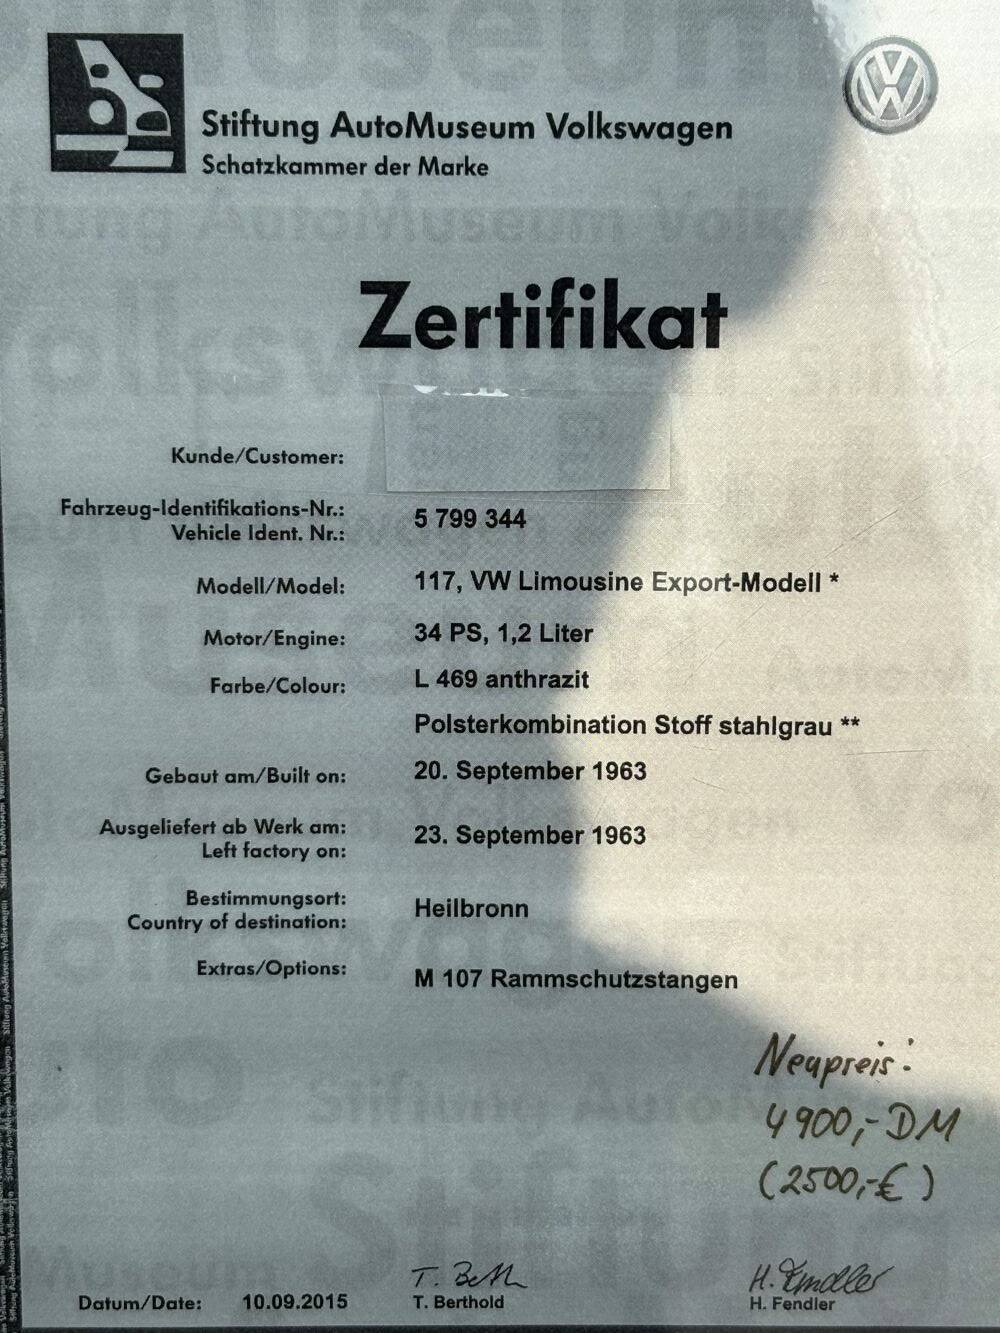 Stiftung AutoMuseum Volkswagen
Schatzkammer der Marke
Zertifikat
Kunde/Customer:
Fahrzeug-Identifikations-Nr.:
Vehicle Ident. Nr.: 5 799 344
Modell/Model: 117, VW Limousine Export-Modell *
Motor/Engine: 34 PS, 1,2 Liter
Farbe/Colour: L 469 anthrazit
Polsterkombination Stoff stahlgrau **
Gebaut am/Built on: 20. September 1963
Ausgeliefert ab Werk am:
Left factory on: 23. September 1963
Bestimmungsort:
Country of destination: Heilbronn
Extras/Options: M 107 Rammschutzstangen
Neupreis:
4900,- DM
(2500,-€)
T. Berthold
H. Fendler
Datum/Date: 10.09.2015 T. Berthold H. Fendler